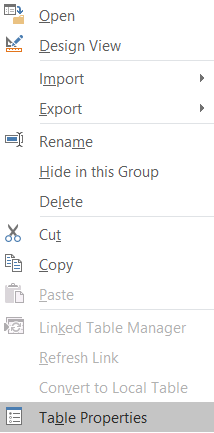 Open
Design View
Import
Export
Rename
Hide in this Group
Delete
Cut
Copy
Paste
Linked Table Manager
Refresh Link
Convert to Local Table
Table Properties